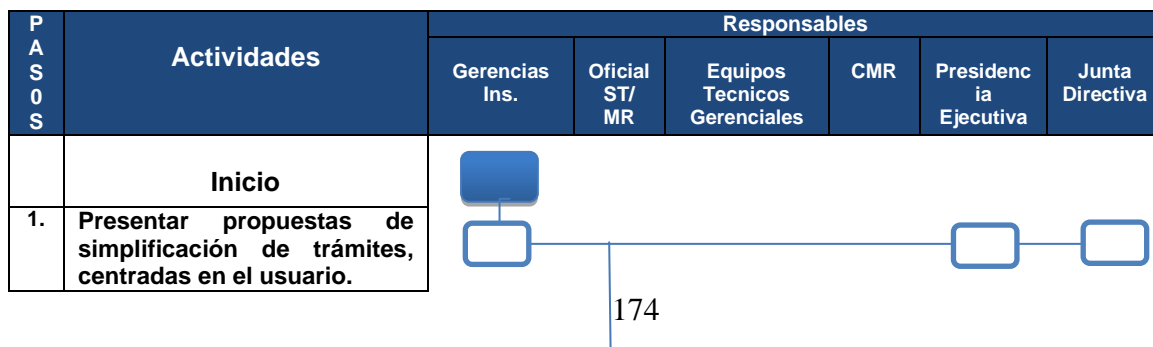 P
A
S
0
S
Actividades
Responsables
Gerencias
Ins.
Oficial
ST/
MR
Equipos
Tecnicos
Gerenciales
CMR
Presidenc
ia
Ejecutiva
Junta
Directiva
Inicio
1.
Presentar propuestas de
simplificación de trámites,
centradas en el usuario.
174